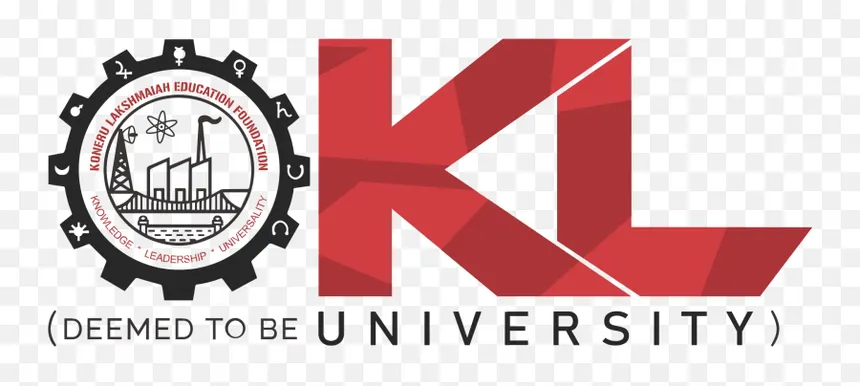 KONERU LAKSHMAIAH EDUCATION FOUNDATION
KNOWLEDGE • LEADERSHIP • UNIVERSALITY
KL
(DEEMED TO BE UNIVERSITY)